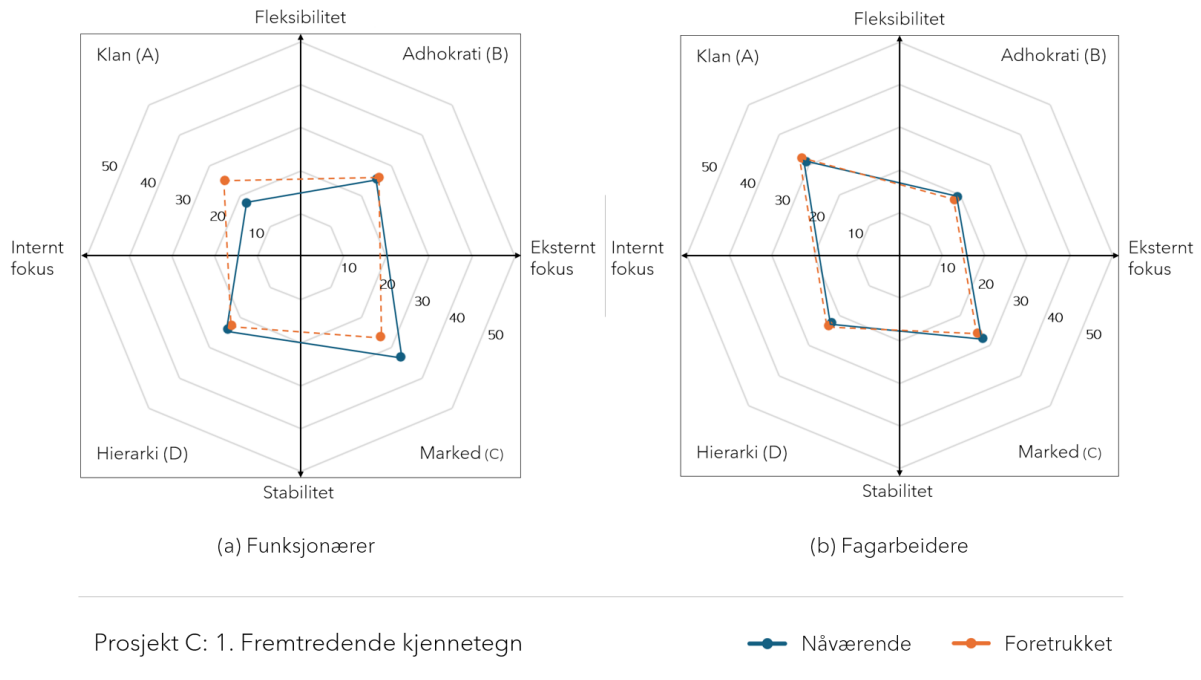 Fleksibilitet
Klan (A)
Adhokrati (B)
50
40
30
20
10
Internt
fokus
Eksternt
fokus
10
20
30
40
50
Hierarki (D)
Marked (C)
Stabilitet
(a) Funksjonærer
Fleksibilitet
Klan (A)
Adhokrati (B)
50
40
30
20
10
Internt
fokus
Eksternt
fokus
10
20
30
40
50
Hierarki (D)
Marked (C)
Stabilitet
(b) Fagarbeidere
Prosjekt C: 1. Fremtredende kjennetegn
Nåværende
Foretrukket